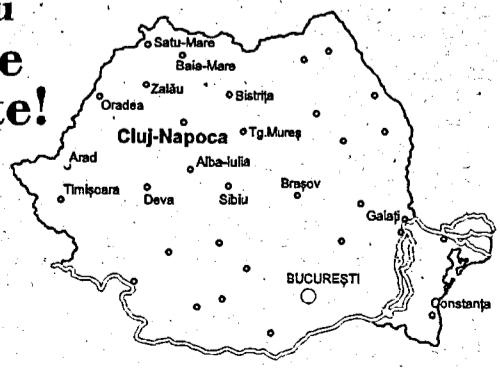 e
te!
Satu-Mare
Baia-Mare
Zalău
Oradea
Bistrița
Cluj-Napoca
Tg.Mureș
Arad
Alba-Iulia
Timișoara
Deva
Sibiu
Brașov
Galați
BUCUREȘTI
Constanța